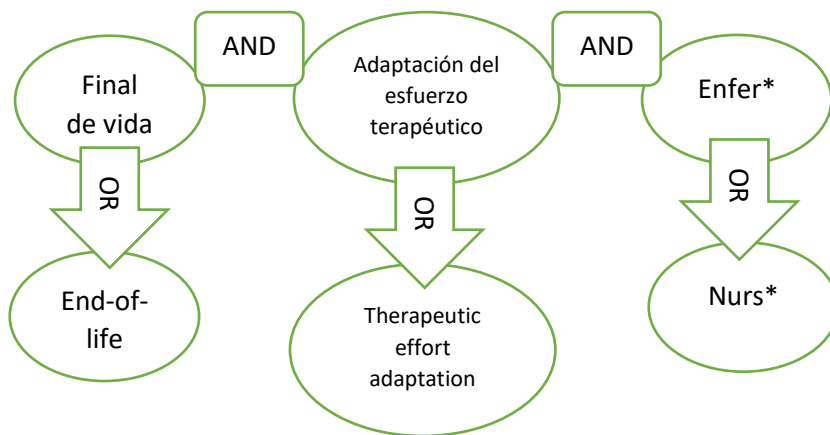 AND
AND
Final
de vida
Adaptación del
esfuerzo
terapéutico
Enfer*
OR
OR
OR
End-of-
life
Therapeutic
effort
adaptation
Nurs*